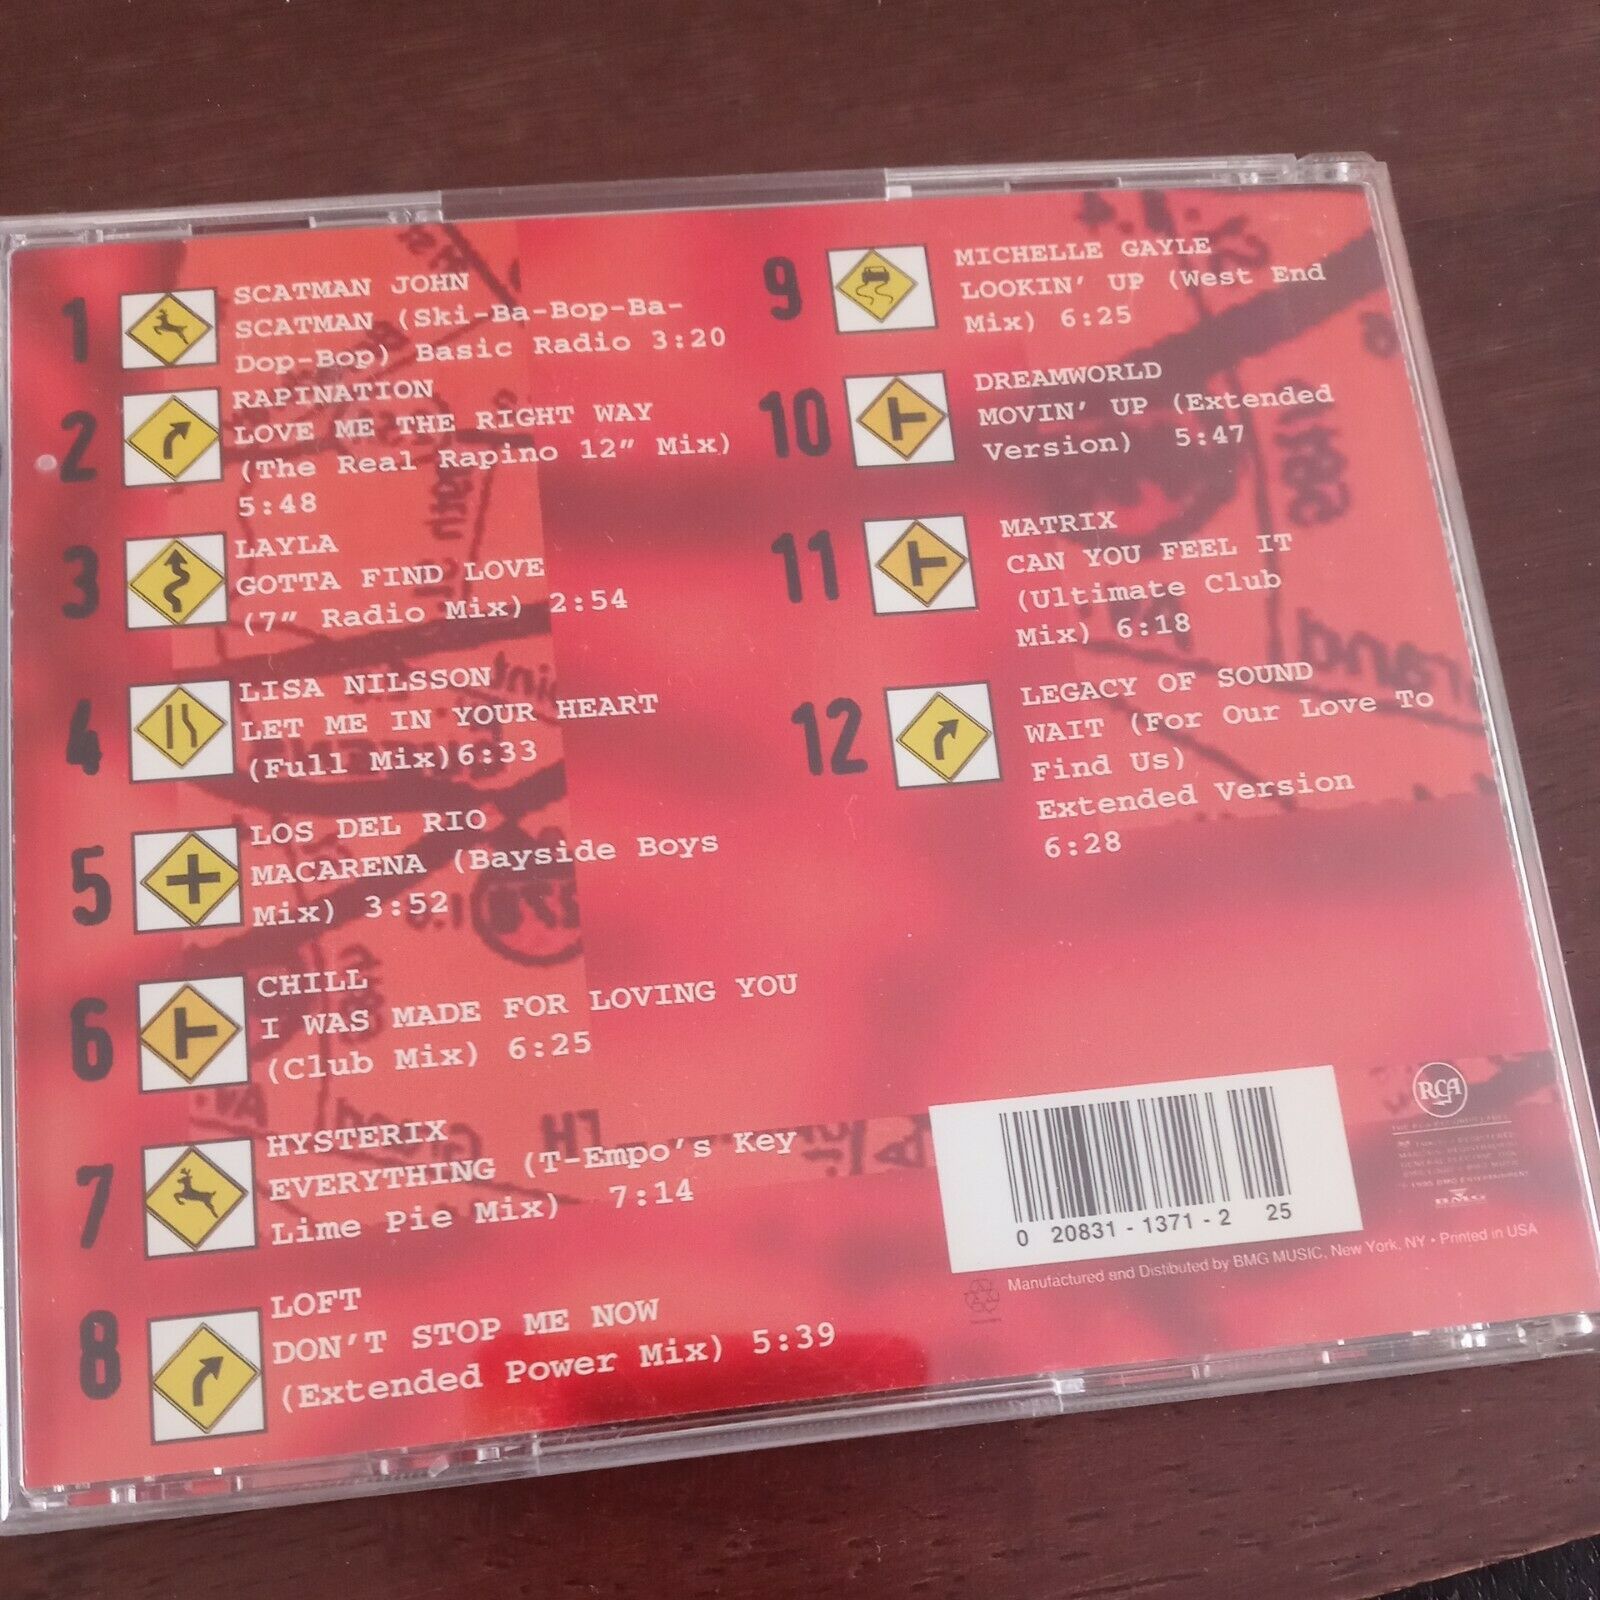 1
SCATMAN JOHN
SCATMAN (Ski-Ba-Bop-Ba-
Dop-Bop) Basic Radio 3:20
2
RAPINATION
LOVE ME THE RIGHT WAY
(The Real Rapino 12" Mix)
5:48
3
LAYLA
GOTTA FIND LOVE
(7" Radio Mix) 2:54
4
LISA NILSSON
LET ME IN YOUR HEART
(Full Mix)6:33
5
LOS DEL RIO
MACARENA (Bayside Boys
Mix) 3:52
6
CHILL
I WAS MADE FOR LOVING YOU
(Club Mix) 6:25
7
HYSTERIX
EVERYTHING (T-Empo's Key
Lime Pie Mix) 7:14
8
LOFT
DON'T STOP ME NOW
(Extended Power Mix) 5:39
9
MICHELLE GAYLE
LOOKIN' UP (West End
Mix) 6:25
10
DREAMWORLD
MOVIN' UP (Extended
Version) 5:47
11
MATRIX
CAN YOU FEEL IT
(Ultimate Club
Mix) 6:18
12
LEGACY OF SOUND
WAIT (For Our Love To
Find Us)
Extended Version
6:28
RCA
BMG
0 20831-1371-2 25
Manufactured and Distributed by BMG MUSIC, New York, NY • Printed in USA